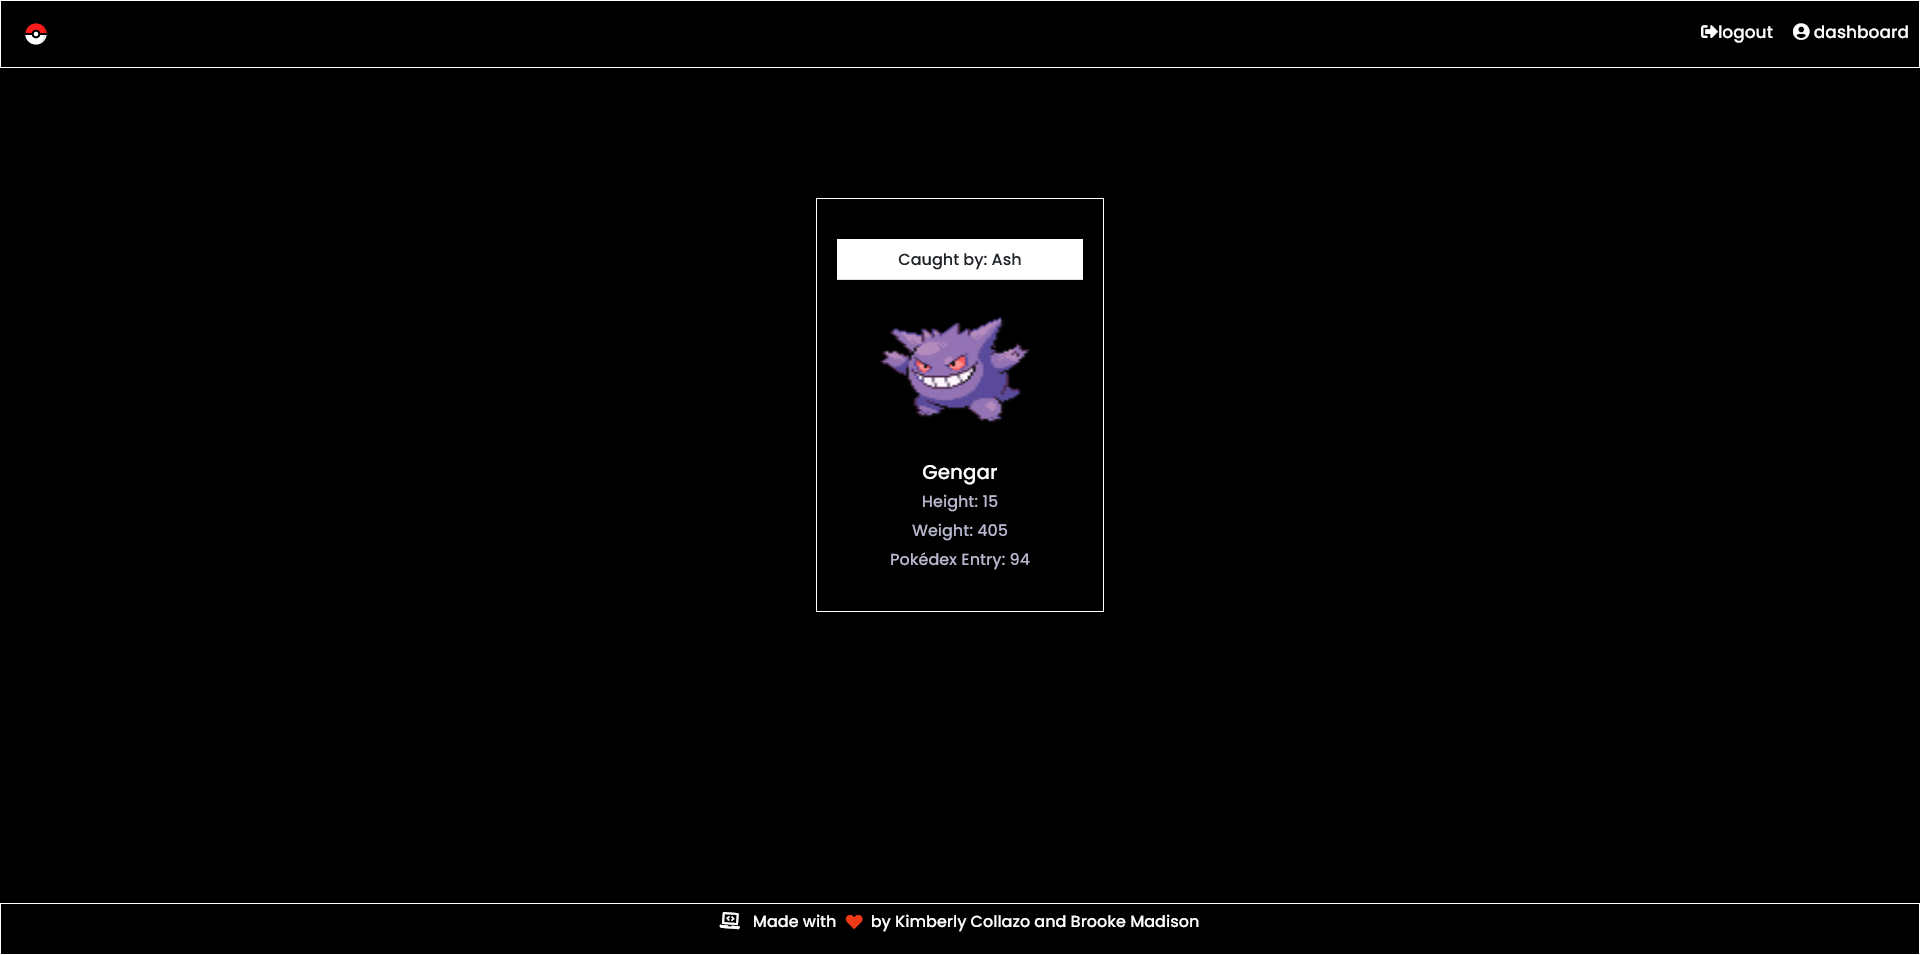 logout dashboard
Caught by: Ash
Gengar
Height: 15
Weight: 405
Pokédex Entry: 94
Made with by Kimberly Collazo and Brooke Madison